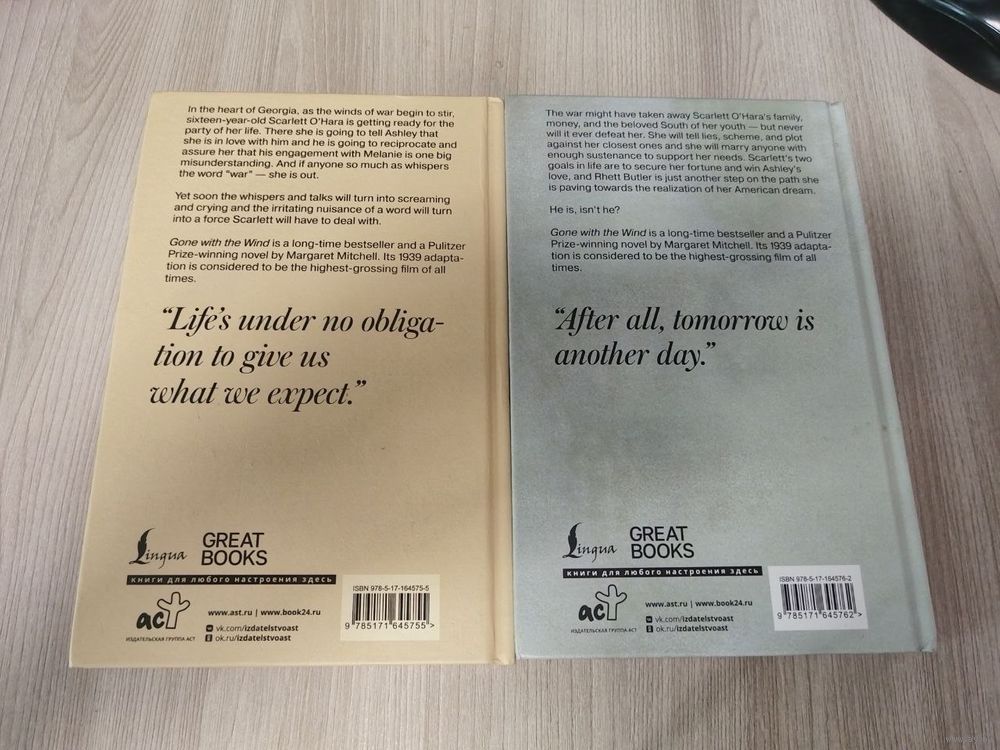 In the heart of Georgia, as the winds of war begin to stir,
sixteen-year-old Scarlett O'Hara is getting ready for the
party of her life. There she is going to tell Ashley that
she is in love with him and he is going to reciprocate and
assure her that his engagement with Melanie is one big
misunderstanding. And if anyone so much as whispers
the word "war" — she is out.
Yet soon the whispers and talks will turn into screaming
and crying and the irritating nuisance of a word will turn
into a force Scarlett will have to deal with.
Gone with the Wind is a long-time bestseller and a Pulitzer
Prize-winning novel by Margaret Mitchell. Its 1939 adapta-
tion is considered to be the highest-grossing film of all
times.
“Life's under no obliga-
tion to give us
what we expect.”
Lingua
GREAT
BOOKS
книги для любого настроения здесь
аст
ИЗДАТЕЛЬСКАЯ ГРУППА АСТ
www.ast.ru | www.book24.ru
vk.com/izdatelstvoast
ok.ru/izdatelstvoast
ISBN 978-5-17-164575-5
9 785171 645755 >
The war might have taken away Scarlett O'Hara's family,
money, and the beloved South of her youth — but never
will it ever defeat her. She will tell lies, scheme, and plot
against her closest ones and she will marry anyone with
enough sustenance to support her needs. Scarlett's two
goals in life are to secure her fortune and win Ashley's
love, and Rhett Butler is just another step on the path she
is paving towards the realization of her American dream.
He is, isn't he?
Gone with the Wind is a long-time bestseller and a Pulitzer
Prize-winning novel by Margaret Mitchell. Its 1939 adapta-
tion is considered to be the highest-grossing film of all
times.
“After all, tomorrow is
another day.”
Lingua
GREAT
BOOKS
книги для любого настроения здесь
аст
ИЗДАТЕЛЬСКАЯ ГРУППА АСТ
www.ast.ru | www.book24.ru
vk.com/izdatelstvoast
ok.ru/izdatelstvoast
ISBN 978-5-17-164576-2
9 785171 645762 >